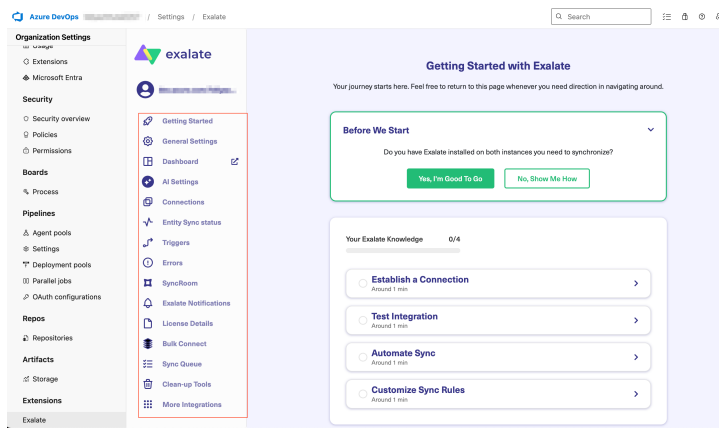 Azure DevOps / Settings / Exalate
Search
Organization Settings
Usage
Extensions
Microsoft Entra
Security
Security overview
Policies
Permissions
Boards
Process
Pipelines
Agent pools
Settings
Deployment pools
Parallel jobs
OAuth configurations
Repos
Repositories
Artifacts
Storage
Extensions
Exalate
exalate
Getting Started
General Settings
Dashboard
AI Settings
Connections
Entity Sync status
Triggers
Errors
SyncRoom
Exalate Notifications
License Details
Bulk Connect
Sync Queue
Clean-up Tools
More Integrations
Getting Started with Exalate
Your journey starts here. Feel free to return to this page whenever you need direction in navigating around.
Before We Start
Do you have Exalate installed on both instances you need to synchronize?
Yes, I'm Good To Go
No, Show Me How
Your Exalate Knowledge 0/4
Establish a Connection
Around 1 min
Test Integration
Around 1 min
Automate Sync
Around 1 min
Customize Sync Rules
Around 1 min